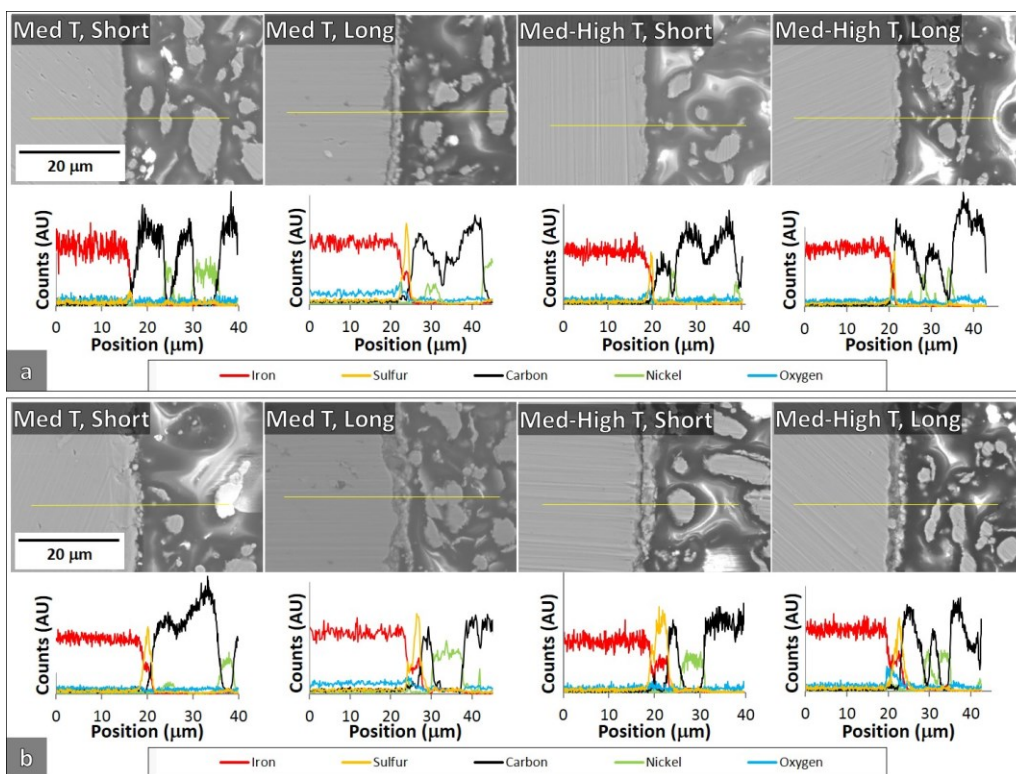 Med T, Short
Med T, Long
Med-High T, Short
Med-High T, Long
20 μm
Counts (AU)
Counts (AU)
Counts (AU)
Counts (AU)
0 10 20 30 40
0 10 20 30 40
0 10 20 30 40
0 10 20 30 40
Position (μm)
Position (μm)
Position (μm)
Position (μm)
a
Iron Sulfur Carbon Nickel Oxygen
Med T, Short
Med T, Long
Med-High T, Short
Med-High T, Long
20 μm
Counts (AU)
Counts (AU)
Counts (AU)
Counts (AU)
0 10 20 30 40
0 10 20 30 40
0 10 20 30 40
0 10 20 30 40
Position (μm)
Position (μm)
Position (μm)
Position (μm)
b
Iron Sulfur Carbon Nickel Oxygen